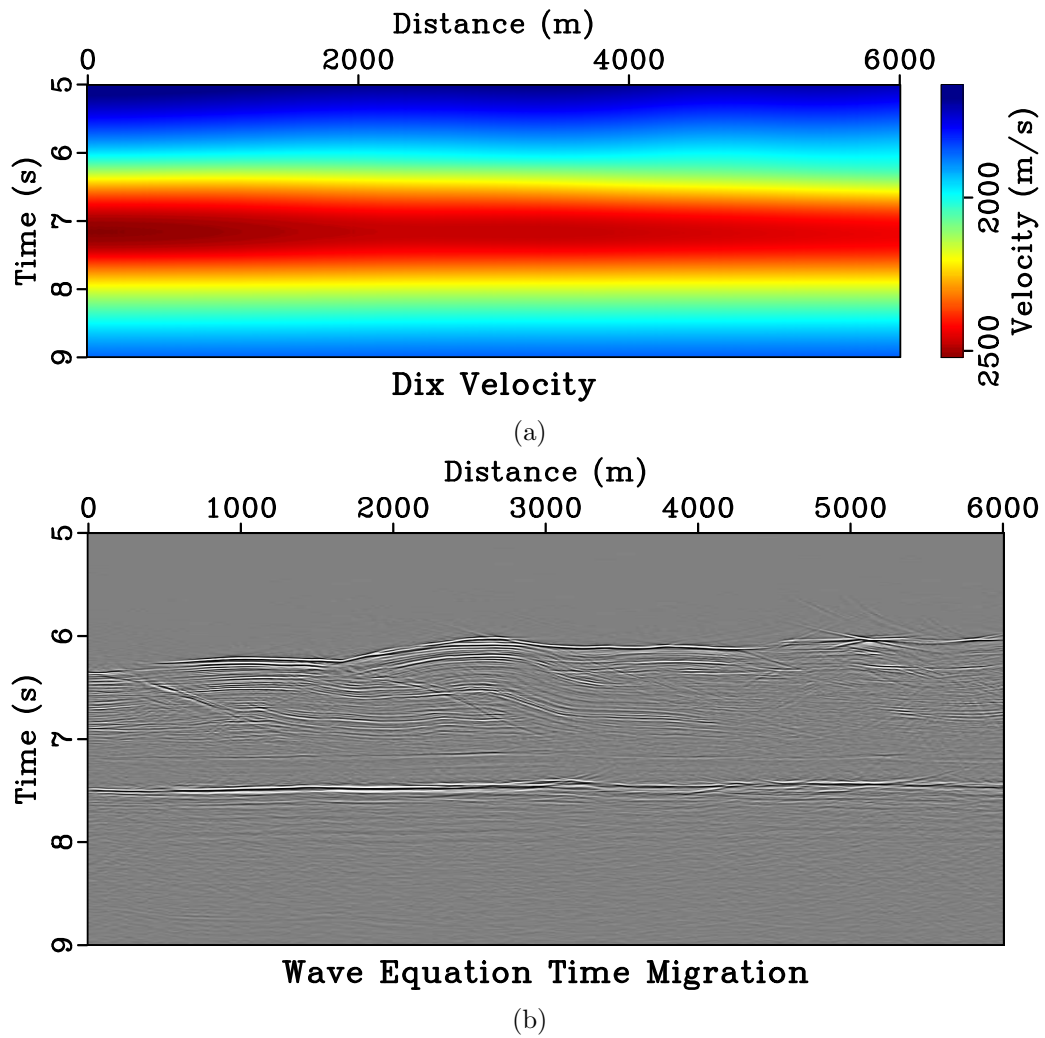 Distance (m)
0 2000 4000 6000
5
6
7
8
9
Time (s)
2000
2500
Velocity (m/s)
Dix Velocity
(a)
Distance (m)
0 1000 2000 3000 4000 5000 6000
5
6
7
8
9
Time (s)
Wave Equation Time Migration
(b)